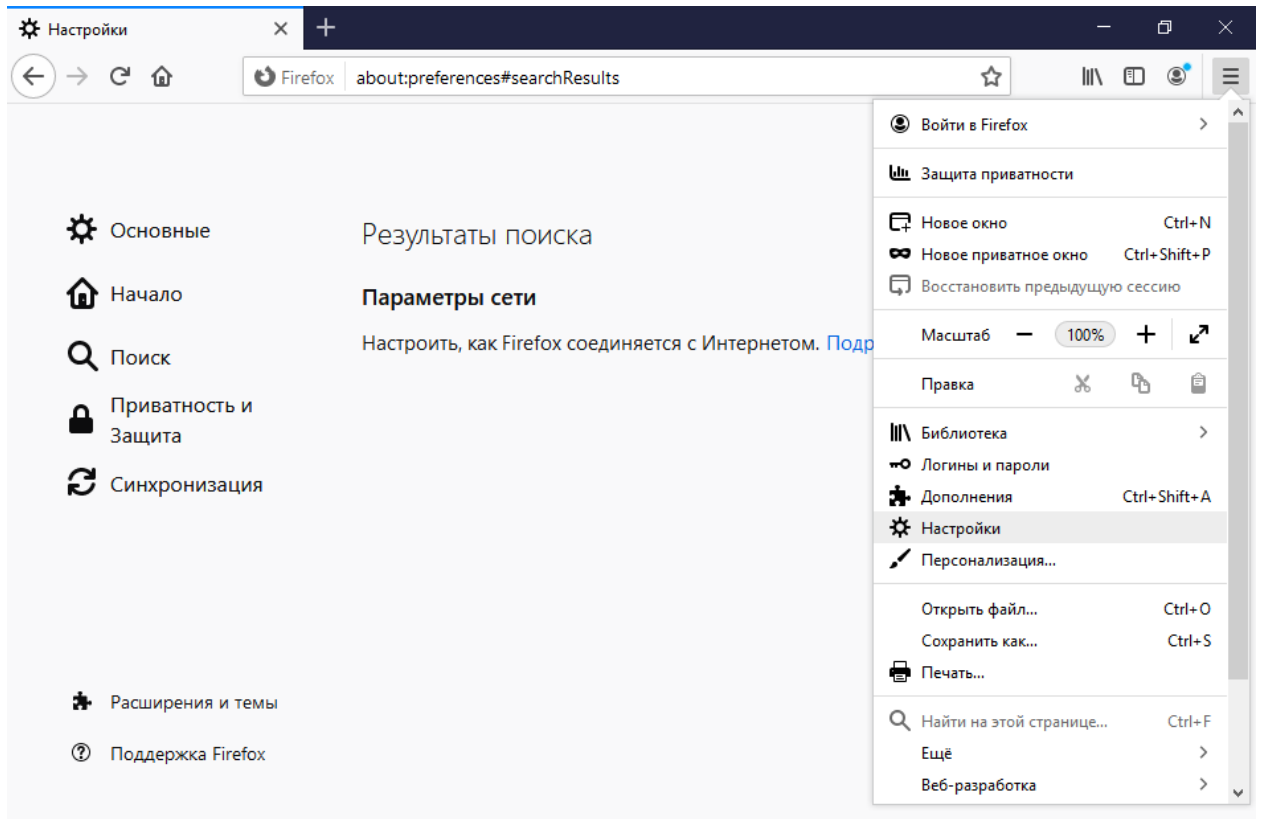 Настройки
Firefox about:preferences#searchResults
Основные
Начало
Поиск
Приватность и
Защита
Синхронизация
Расширения и темы
Поддержка Firefox
Результаты поиска
Параметры сети
Настроить, как Firefox соединяется с Интернетом. Подр
Войти в Firefox
Защита приватности
Новое окно Ctrl+N
Новое приватное окно Ctrl+Shift+P
Восстановить предыдущую сессию
Масштаб 100%
Правка
Библиотека
Логины и пароли
Дополнения Ctrl+Shift+A
Настройки
Персонализация...
Открыть файл... Ctrl+O
Сохранить как... Ctrl+S
Печать...
Найти на этой странице... Ctrl+F
Ещё
Веб-разработка